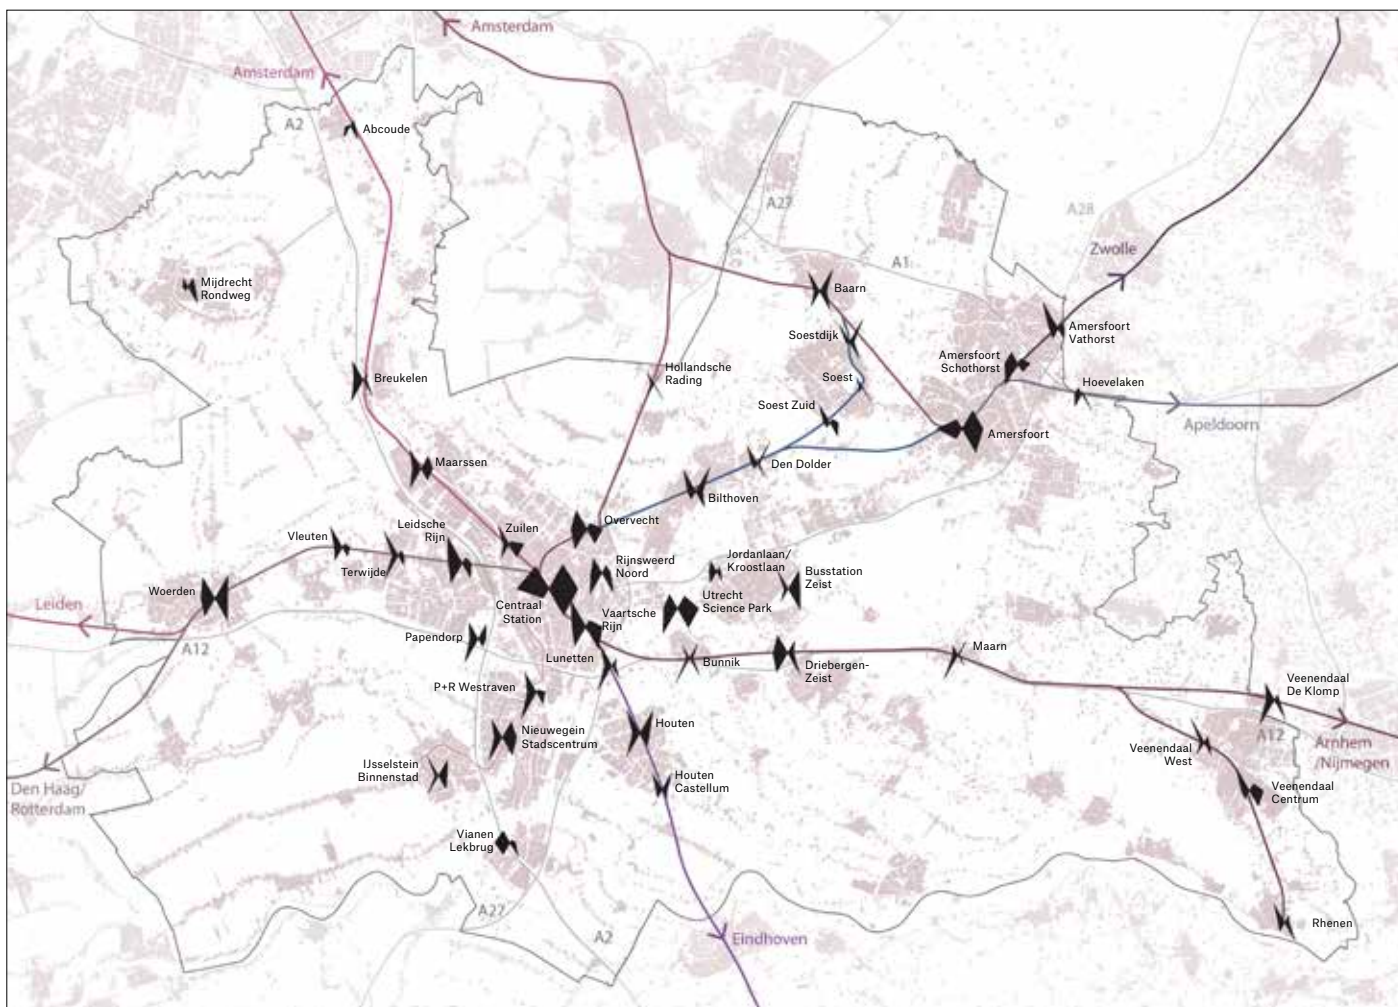 Amsterdam
Amsterdam
A2
Abcoude
A27
A28
Zwolle
A1
Mijdrecht
Rondweg
Baarn
Soestdijk
Amersfoort
Vathorst
Amersfoort
Schothorst
Hollandsche
Rading
Breukelen
Soest
Hoevelaken
Soest Zuid
Apeldoorn
Amersfoort
Maarssen
Den Dolder
Bilthoven
Overvecht
Zuilen
Leidsche
Rijn
Vleuten
Terwijde
Rijnsweerd
Noord
Jordanlaan/
Kroostlaan
Busstation
Zeist
Woerden
Leiden
Centraal
Station
Utrecht
Science Park
Vaartsche
Rijn
Papendorp
A12
Lunetten
Bunnik
Driebergen-
Zeist
Maarn
P+R Westraven
Veenendaal
De Klomp
Nieuwegein
Stadscentrum
Houten
A12
Arnhem
/Nijmegen
Veenendaal
West
IJsselstein
Binnenstad
Houten
Castellum
Den Haag/
Rotterdam
Veenendaal
Centrum
Vianen
Lekbrug
A27
A2
Eindhoven
Rhenen